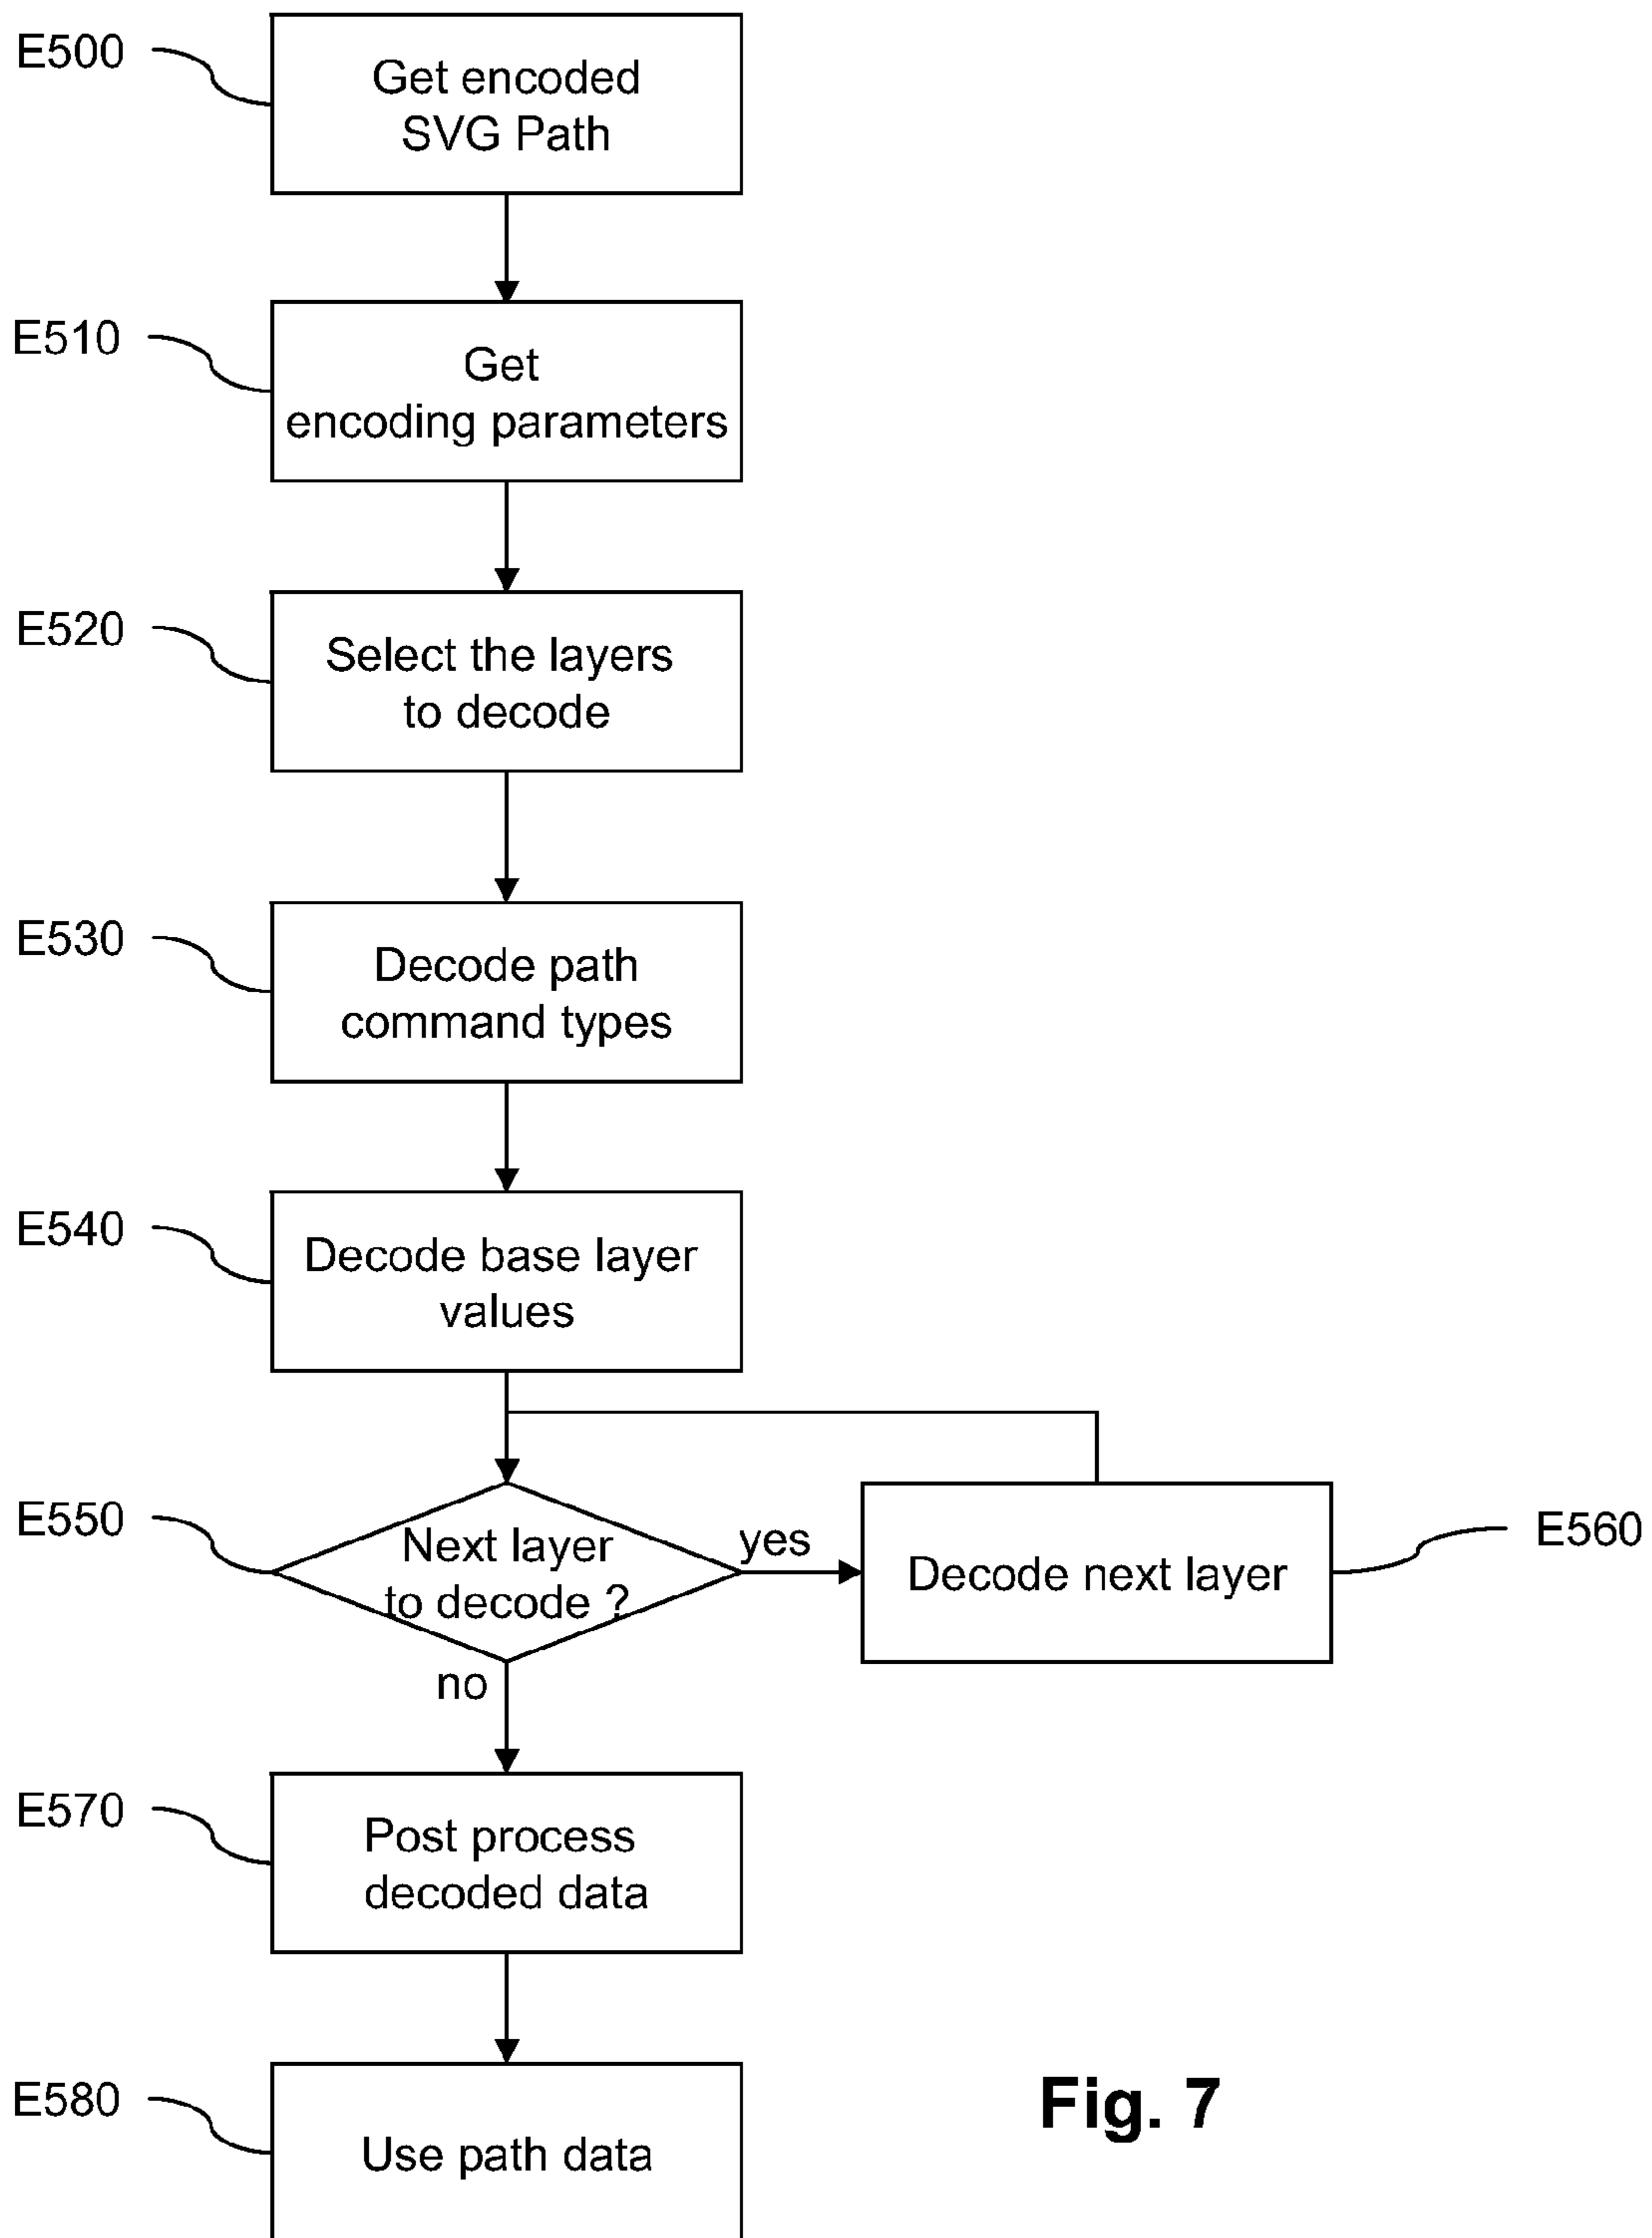 E500
Get encoded
SVG Path
E510
Get
encoding parameters
E520
Select the layers
to decode
E530
Decode path
command types
E540
Decode base layer
values
E550
Next layer
to decode ?
yes
Decode next layer
E560
no
E570
Post process
decoded data
E580
Use path data
Fig. 7